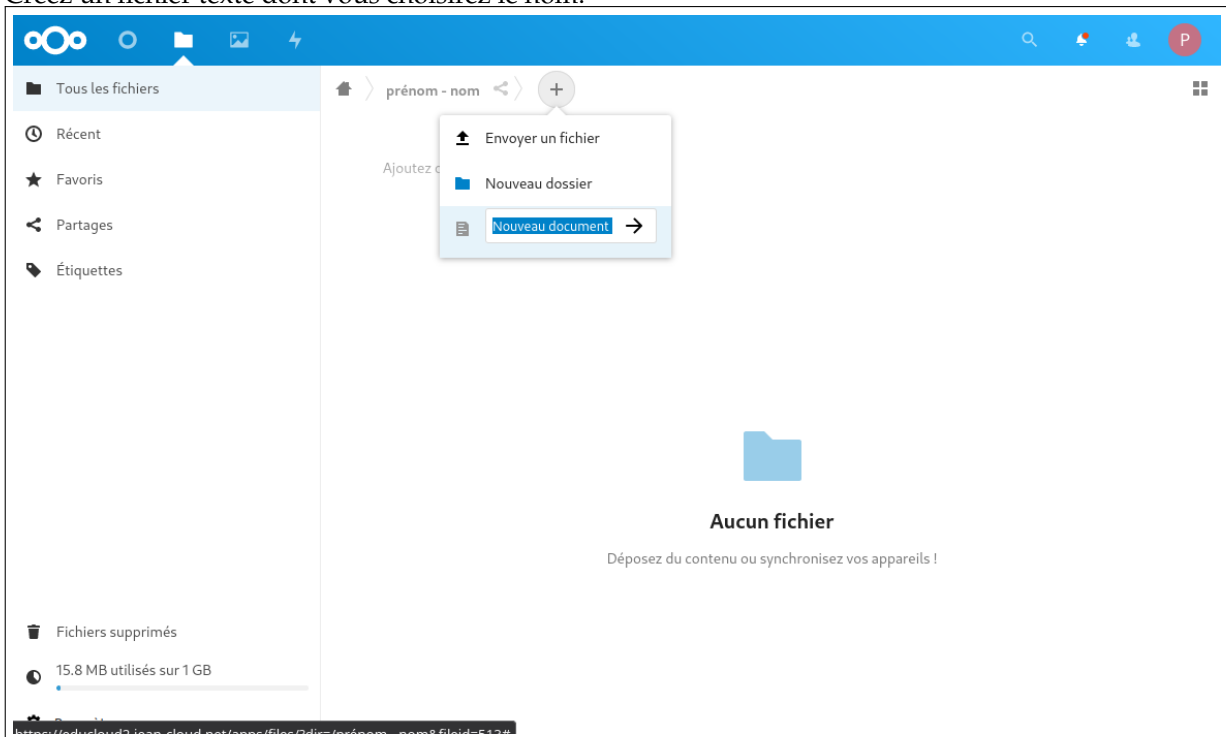 Créez un fichier texte dont vous choisirez le nom.
P
Tous les fichiers
prénom - nom
Récent
Envoyer un fichier
Ajoutez
Favoris
Nouveau dossier
Partages
Nouveau document
Étiquettes
Aucun fichier
Déposez du contenu ou synchronisez vos appareils !
Fichiers supprimés
15.8 MB utilisés sur 1 GB